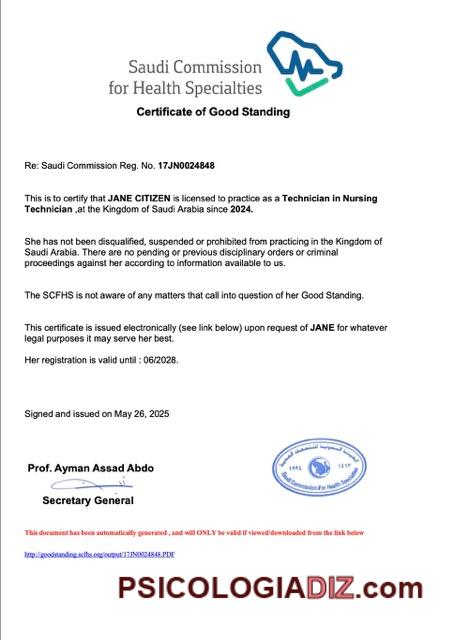 Saudi Commission
for Health Specialties
Certificate of Good Standing
Re: Saudi Commission Reg. No. 17JN0024848
This is to certify that JANE CITIZEN is licensed to practice as a Technician in Nursing
Technician ,at the Kingdom of Saudi Arabia since 2024.
She has not been disqualified, suspended or prohibited from practicing in the Kingdom of
Saudi Arabia. There are no pending or previous disciplinary orders or criminal
proceedings against her according to information available to us.
The SCFHS is not aware of any matters that call into question of her Good Standing.
This certificate is issued electronically (see link below) upon request of JANE for whatever
legal purposes it may serve her best.
Her registration is valid until : 06/2028.
Signed and issued on May 26, 2025
Prof. Ayman Assad Abdo
Secretary General
الهيئة السعودية للتخصصات الصحية
١٩٩٢ ١٤١٣
Saudi Commission For Health Specialties
This document has been automatically generated , and will ONLY be valid if viewed/downloaded from the link below
http://goodstanding.scfhs.org/output/17JN0024848.PDF
PSICOLOGIADIZ.com